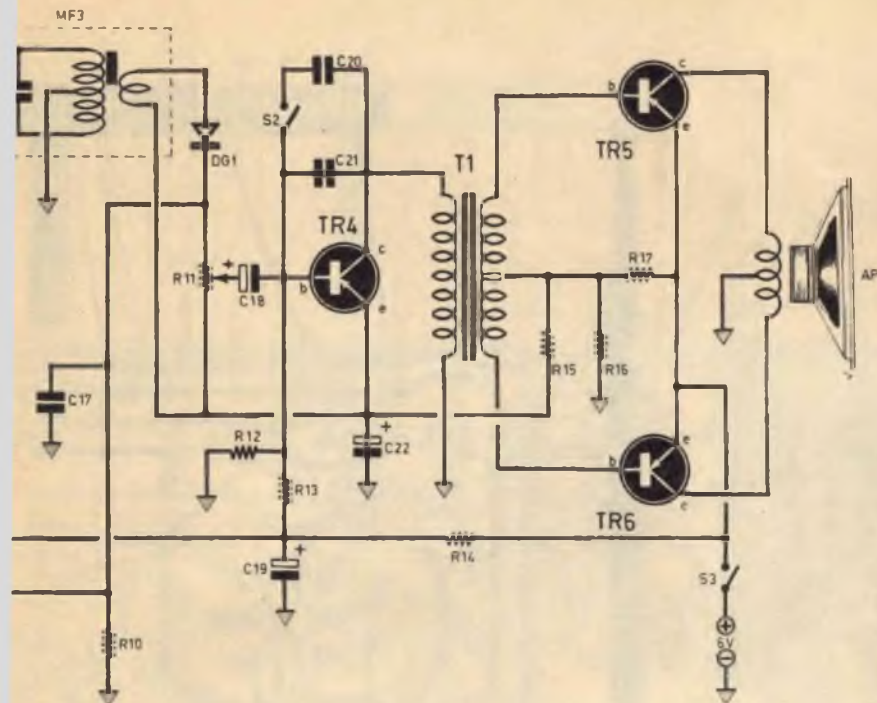 MF3
C20
b
c
S2
TR5
e
DG1
C21
T1
TR4
R11
+
C18
b
c
e
R17
AP
C17
R15
R16
R12
+
C22
b
e
R13
c
TR6
+
C19
R14
S3
+
6V
−
R10